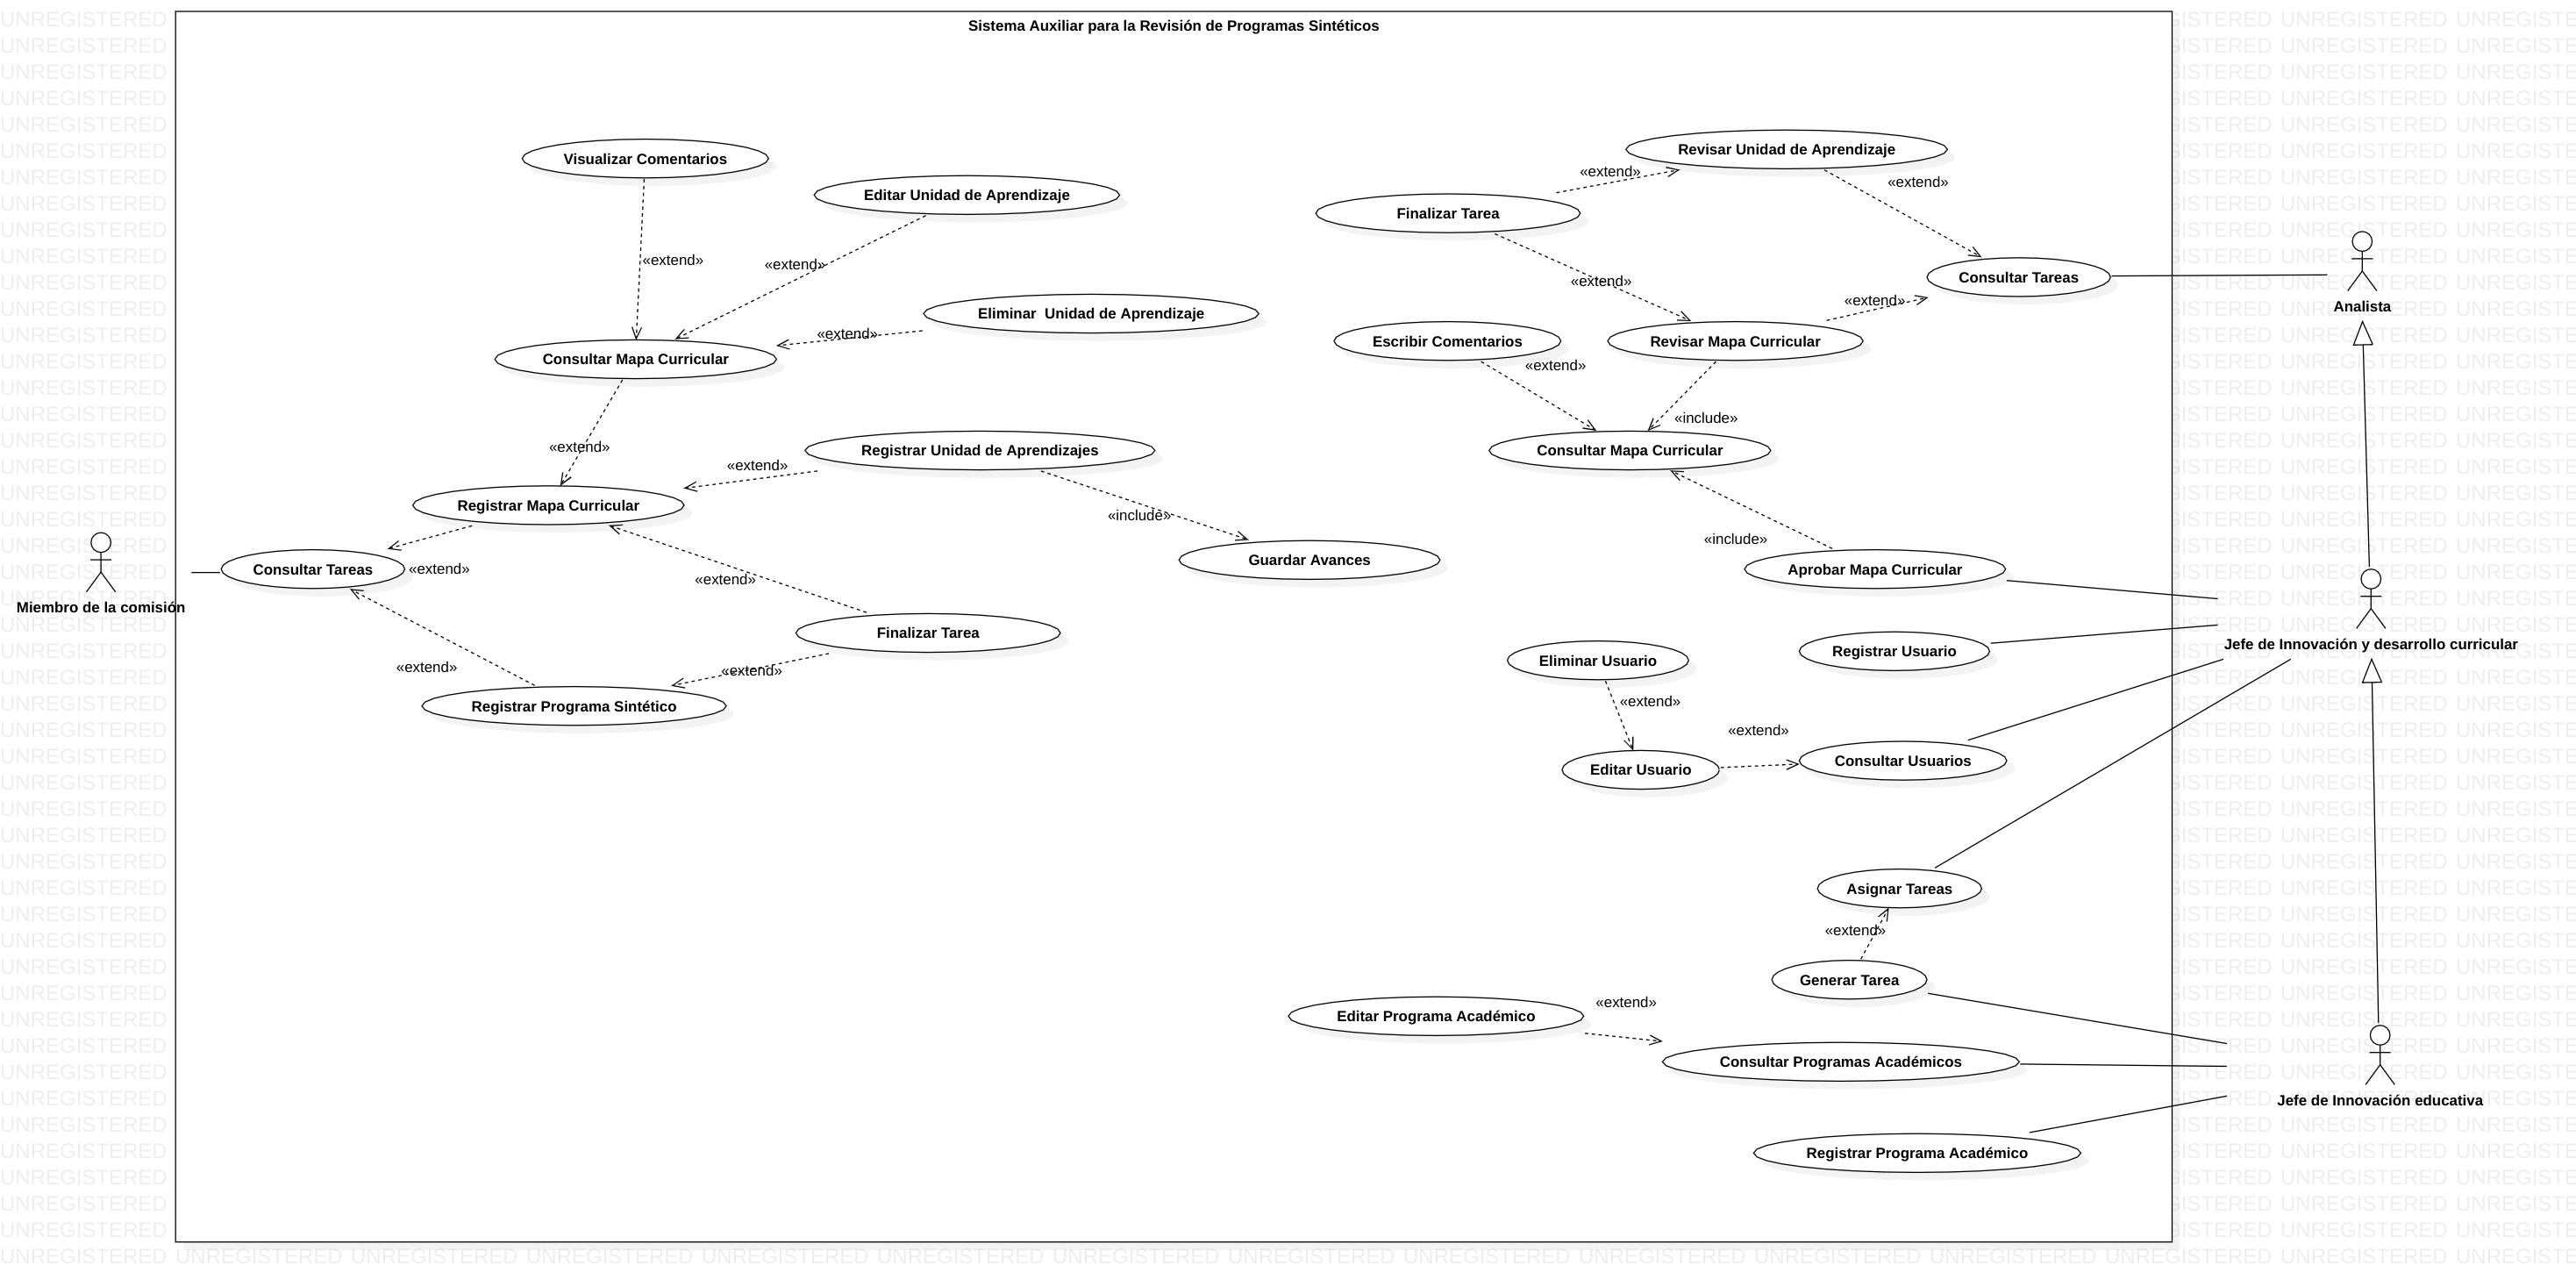 Sistema Auxiliar para la Revisión de Programas Sintéticos
Visualizar Comentarios
Editar Unidad de Aprendizaje
«extend»
«extend»
Eliminar  Unidad de Aprendizaje
«extend»
Consultar Mapa Curricular
«extend»
Registrar Unidad de Aprendizajes
«extend»
Registrar Mapa Curricular
«include»
Guardar Avances
Miembro de la comisión
Consultar Tareas
«extend»
«extend»
Finalizar Tarea
«extend»
«extend»
Registrar Programa Sintético
Revisar Unidad de Aprendizaje
«extend»
«extend»
Finalizar Tarea
Consultar Tareas
Analista
«extend»
«extend»
Escribir Comentarios
Revisar Mapa Curricular
«extend»
«include»
Consultar Mapa Curricular
«include»
Aprobar Mapa Curricular
Registrar Usuario
Jefe de Innovación y desarrollo curricular
Eliminar Usuario
«extend»
«extend»
Editar Usuario
Consultar Usuarios
Asignar Tareas
«extend»
Generar Tarea
«extend»
Editar Programa Académico
Consultar Programas Académicos
Jefe de Innovación educativa
Registrar Programa Académico
UNREGISTERED UNREGISTERED UNREGISTERED UNREGISTERED UNREGISTERED UNREGISTERED UNREGISTERED UNREGISTERED UNREGISTERED UNREGISTERED UNREGISTERED UNREGISTERED UNREGISTERED UNREGISTERED